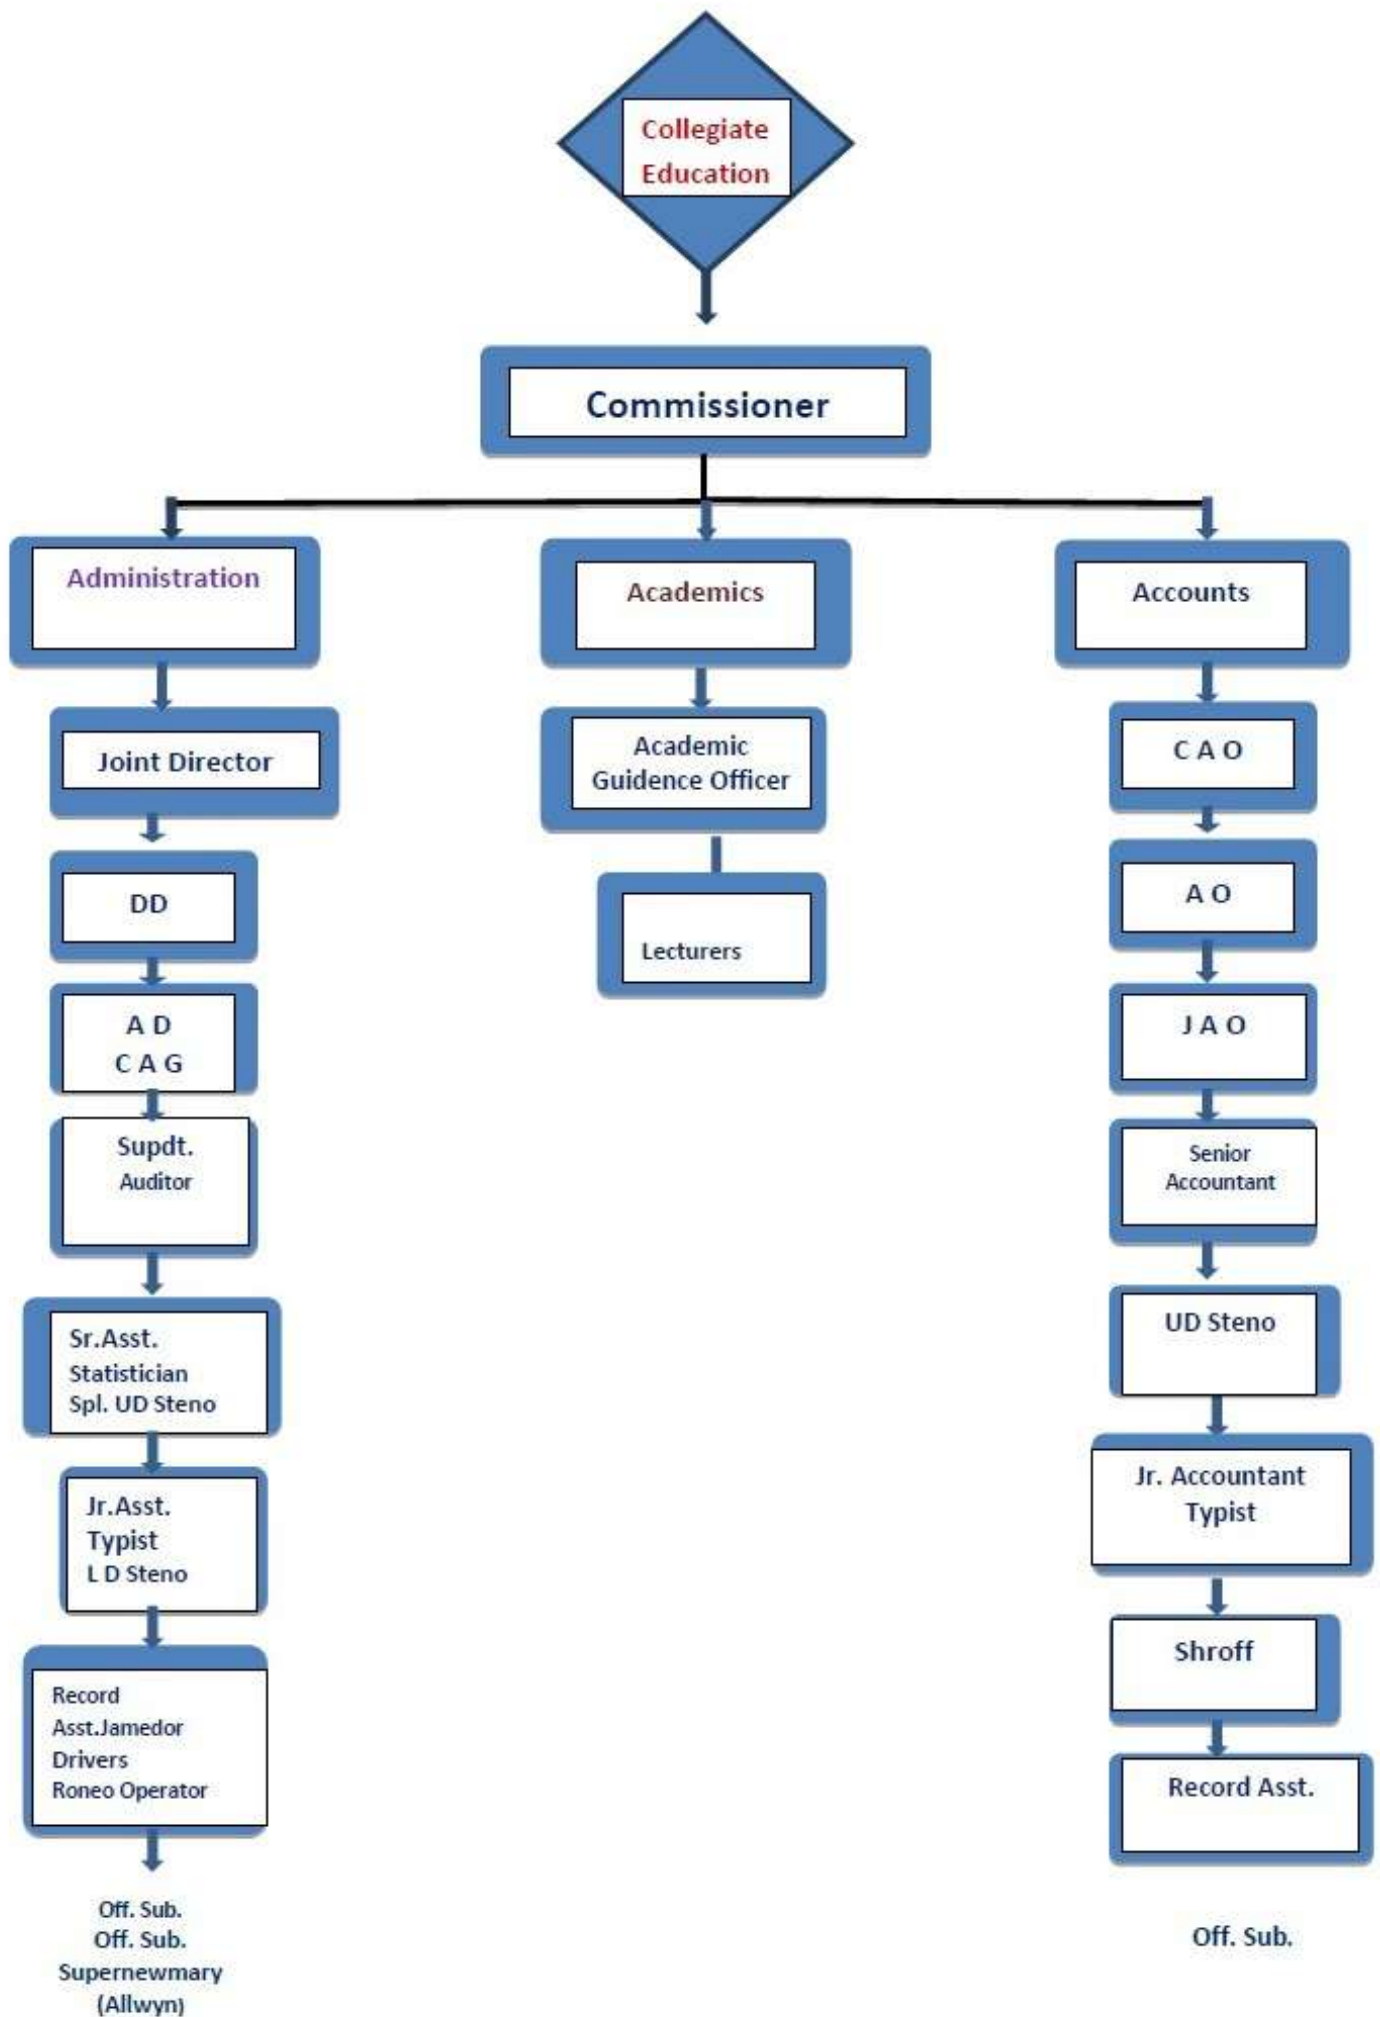 Collegiate
Education
Commissioner
Administration
Academics
Accounts
Joint Director
DD
A D
C A G
Supdt.
Auditor
Sr.Asst.
Statistician
Spl. UD Steno
Jr.Asst.
Typist
L D Steno
Record
Asst.Jamedor
Drivers
Roneo Operator
Off. Sub.
Off. Sub.
Supernewmary
(Allwyn)
Academic
Guidence Officer
Lecturers
C A O
A O
J A O
Senior
Accountant
UD Steno
Jr. Accountant
Typist
Shroff
Record Asst.
Off. Sub.